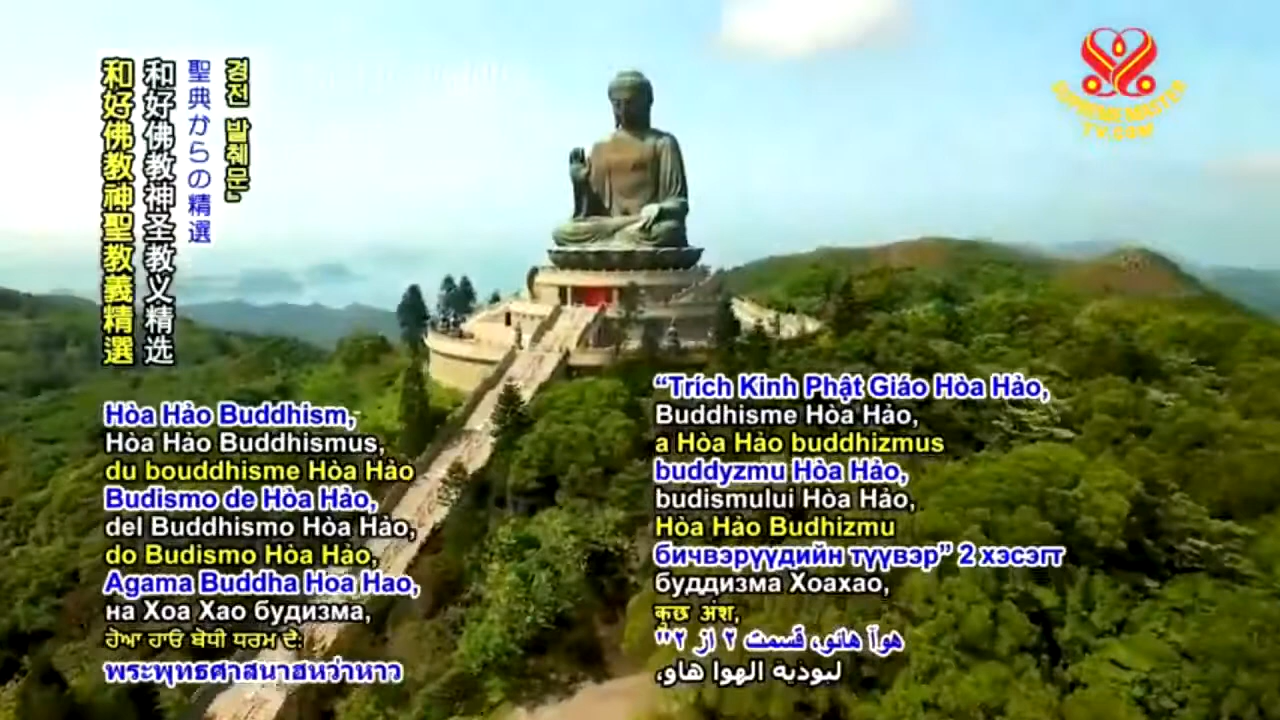 경전 발췌문』
聖典からの精選
和好佛教神圣教义精选
和好佛教神聖教義精選
SUPREME MASTER
TV.COM
Hòa Hảo Buddhism,
Hòa Hảo Buddhismus,
du bouddhisme Hòa Hảo
Budismo de Hòa Hảo,
del Buddhismo Hòa Hảo,
do Budismo Hòa Hảo,
Agama Buddha Hoa Hao,
на Хоа Хао будизма,
ਹੋਆ ਹਾਓ ਬੋਧੀ ਧਰਮ ਦੇ:
พระพุทธศาสนาฮหว่าหาว
“Trích Kinh Phật Giáo Hòa Hảo,
Buddhisme Hòa Hảo,
a Hòa Hảo buddhizmus
buddyzmu Hòa Hảo,
budismului Hòa Hảo,
Hòa Hảo Budhizmu
бичвэрүүдийн түүвэр” 2 хэсэгт
буддизма Хоахао,
कुछ अंश,
هوآ هائو، قسمت ۲ از ۲"
لبوذية الهوا هاو،